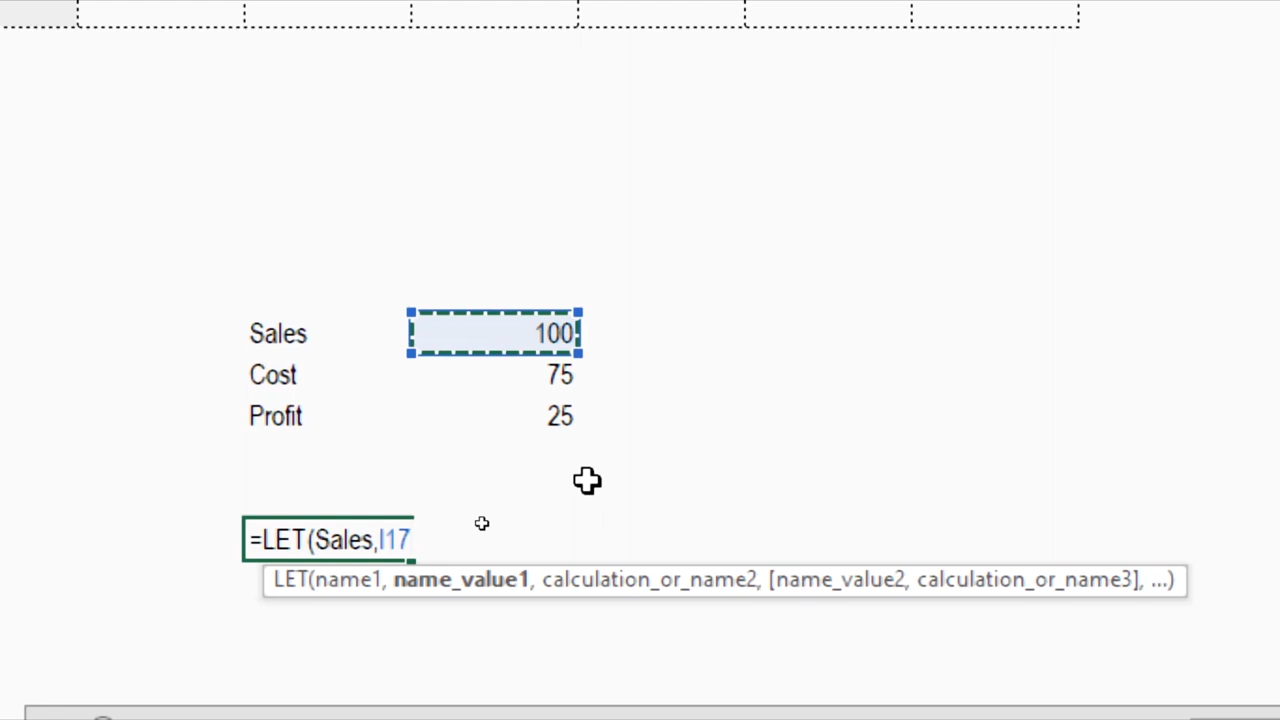 Sales 100
Cost 75
Profit 25
=LET(Sales,I17
LET(name1, name_value1, calculation_or_name2, [name_value2, calculation_or_name3], ...)